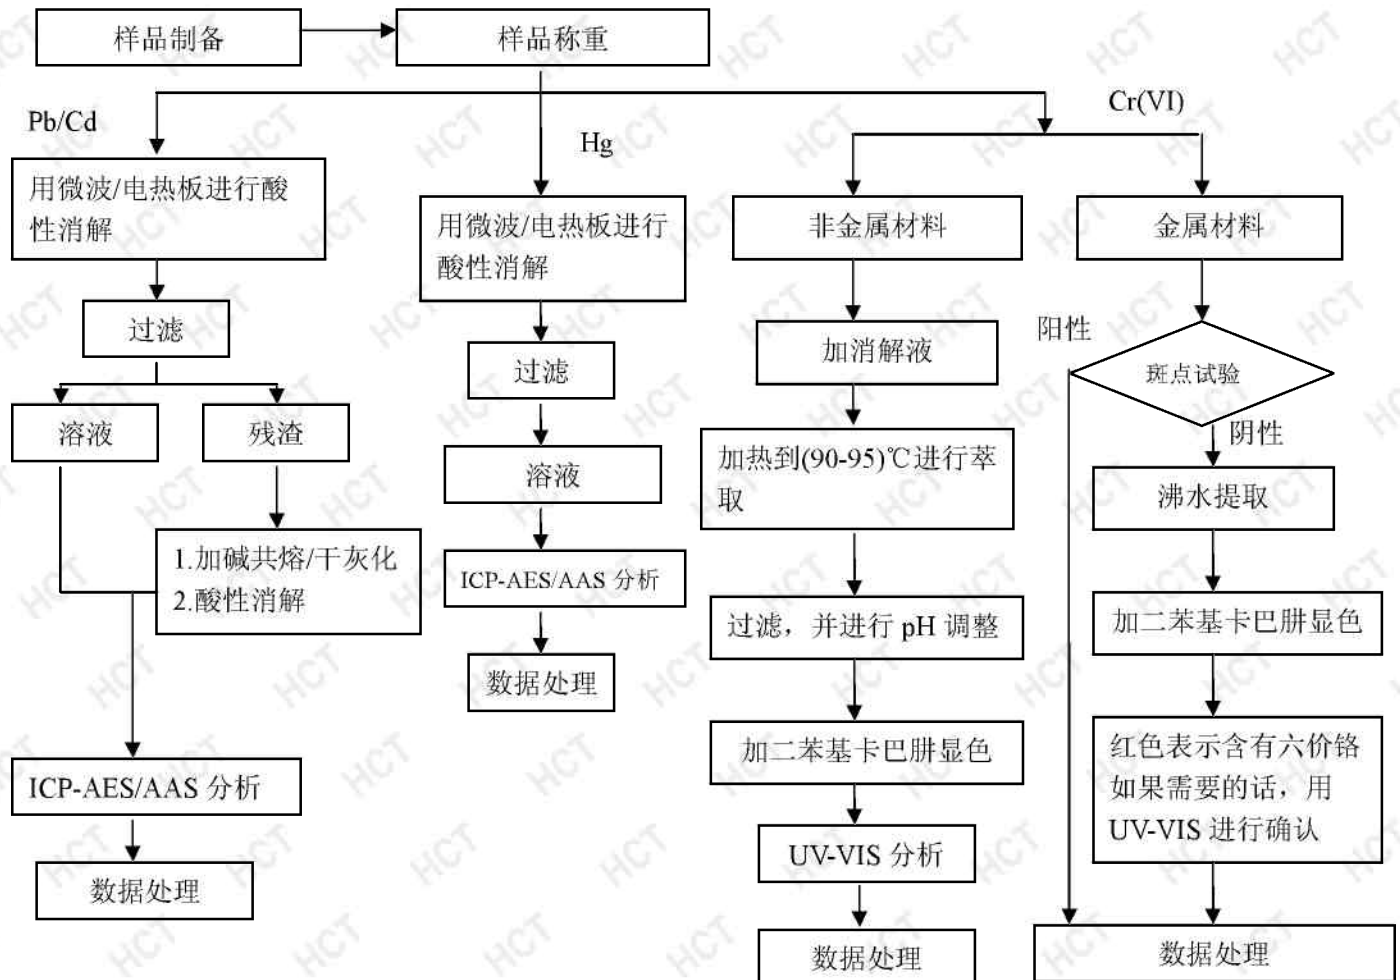 样品制备
样品称重
Pb/Cd
Hg
Cr(VI)
用微波/电热板进行酸
性消解
过滤
溶液
残渣
1.加碱共熔/干灰化
2.酸性消解
ICP-AES/AAS 分析
数据处理
用微波/电热板进行
酸性消解
过滤
溶液
ICP-AES/AAS 分析
数据处理
非金属材料
加消解液
加热到(90-95)℃进行萃
取
过滤，并进行 pH 调整
加二苯基卡巴肼显色
UV-VIS 分析
数据处理
金属材料
阳性
斑点试验
阴性
沸水提取
加二苯基卡巴肼显色
红色表示含有六价铬
如果需要的话，用
UV-VIS 进行确认
数据处理
HCT